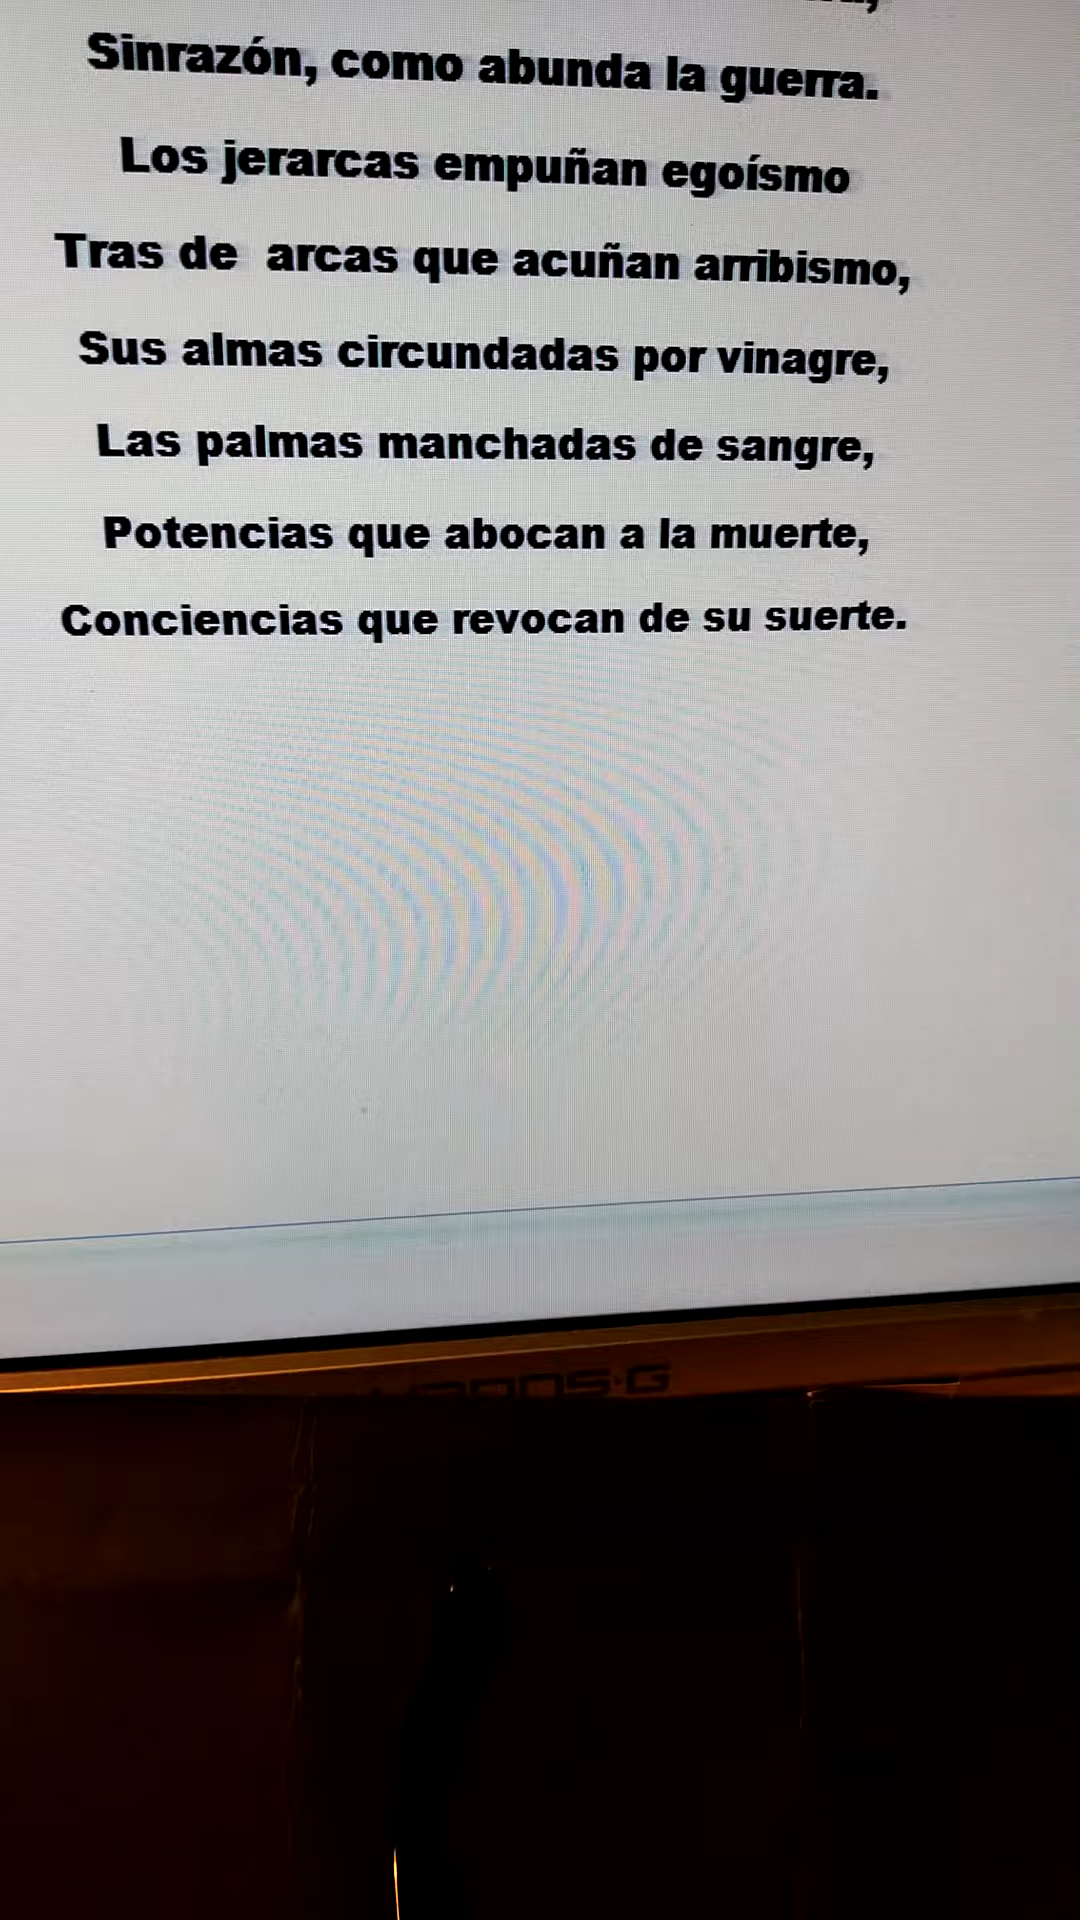 Sinrazón, como abunda la guerra.
Los jerarcas empuñan egoísmo
Tras de arcas que acuñan arribismo,
Sus almas circundadas por vinagre,
Las palmas manchadas de sangre,
Potencias que abocan a la muerte,
Conciencias que revocan de su suerte.